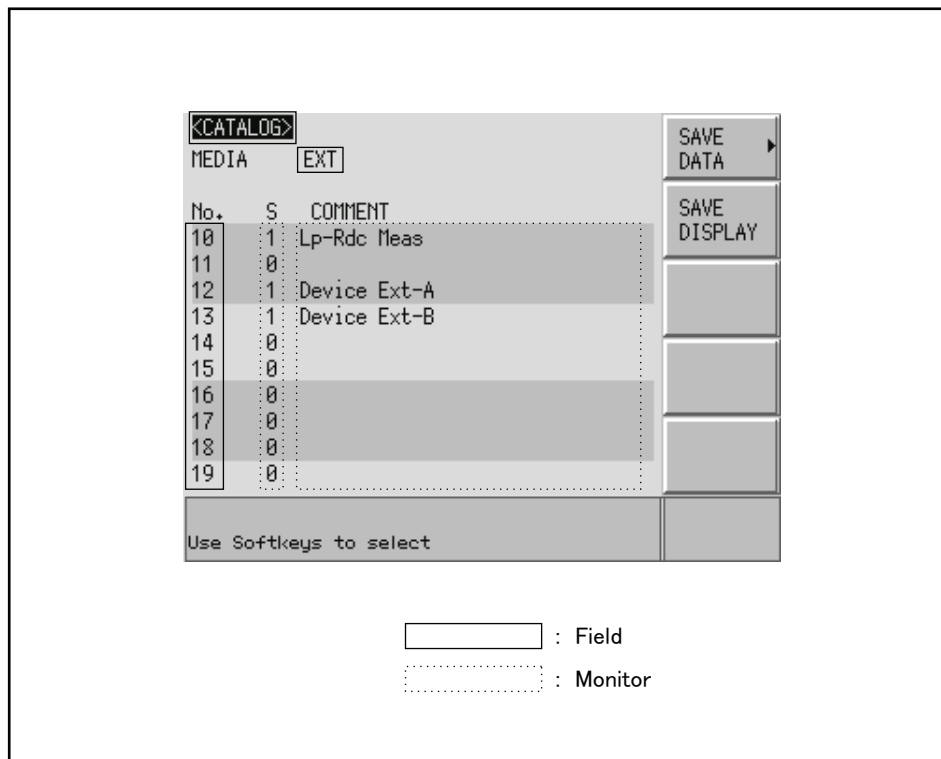 <CATALOG>
MEDIA EXT
No. S COMMENT
10 1 Lp-Rdc Meas
11 0
12 1 Device Ext-A
13 1 Device Ext-B
14 0
15 0
16 0
17 0
18 0
19 0
SAVE
DATA
SAVE
DISPLAY
Use Softkeys to select
: Field
: Monitor